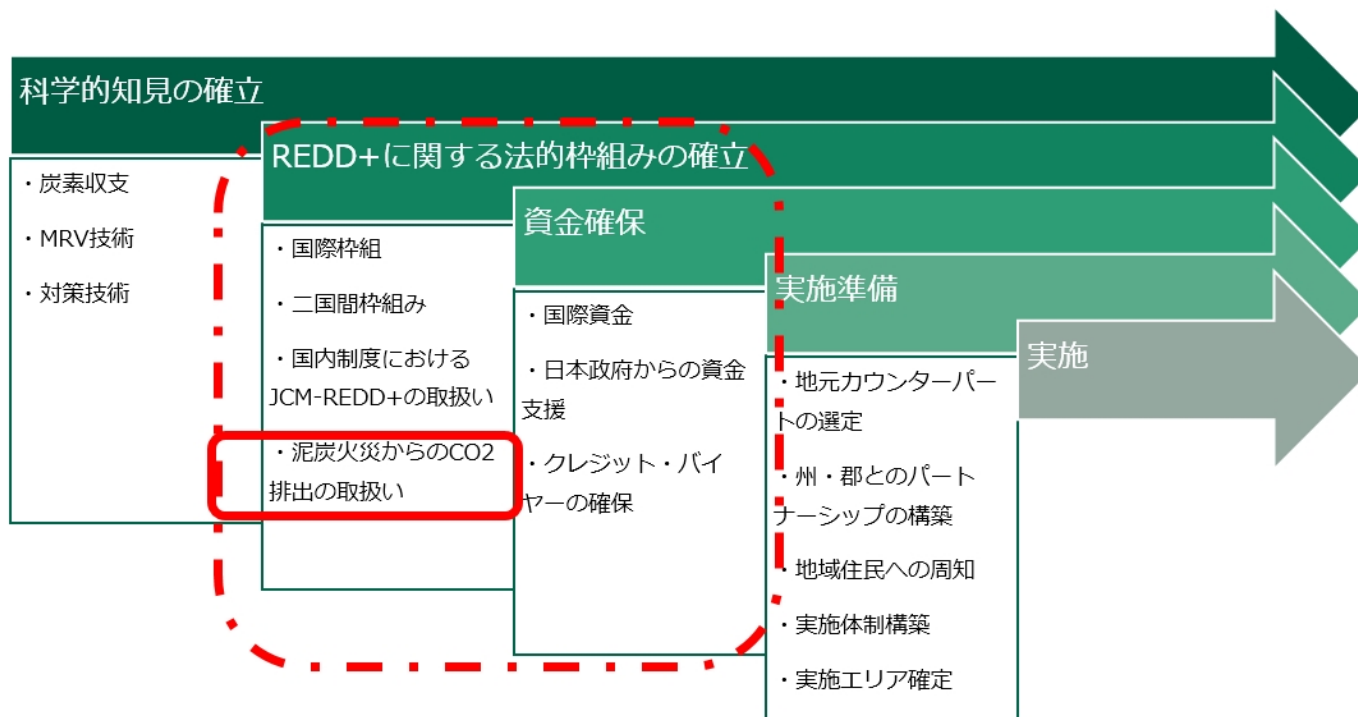 科学的知見の確立
・炭素収支
・MRV技術
・対策技術
REDD+に関する法的枠組みの確立
・国際枠組
・二国間枠組み
・国内制度における
JCM-REDD+の取扱い
・泥炭火災からのCO2
排出の取扱い
資金確保
・国際資金
・日本政府からの資金
支援
・クレジット・バイ
ヤーの確保
実施準備
・地元カウンターパー
トの選定
・州・郡とのパート
ナーシップの構築
・地域住民への周知
・実施体制構築
・実施エリア確定
実施